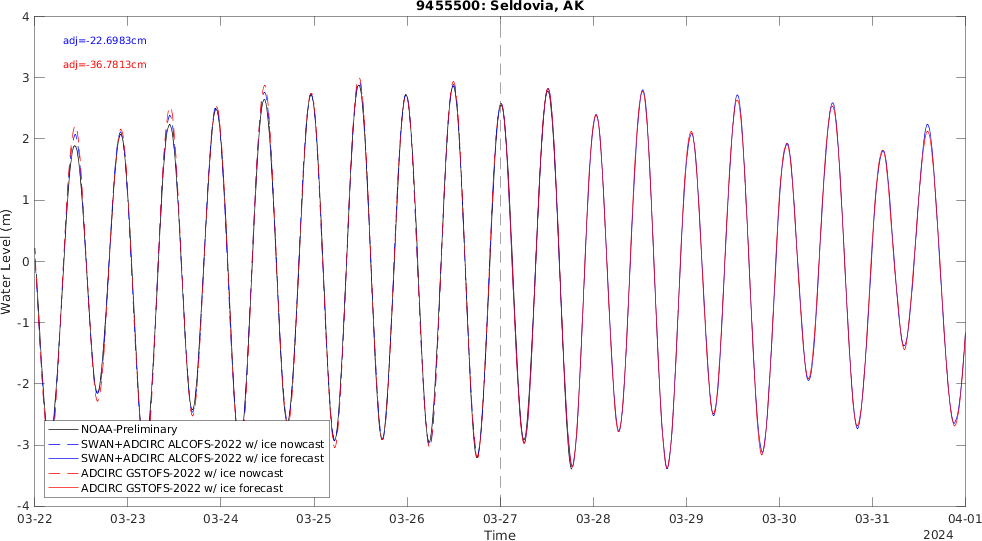 9455500: Seldovia, AK
adj=-22.6983cm
adj=-36.7813cm
Water Level (m)
4
3
2
1
0
-1
-2
-3
-4
NOAA-Preliminary
SWAN+ADCIRC ALCOFS-2022 w/ ice nowcast
SWAN+ADCIRC ALCOFS-2022 w/ ice forecast
ADCIRC GSTOFS-2022 w/ ice nowcast
ADCIRC GSTOFS-2022 w/ ice forecast
03-22 03-23 03-24 03-25 03-26 03-27 03-28 03-29 03-30 03-31 04-01
Time
2024